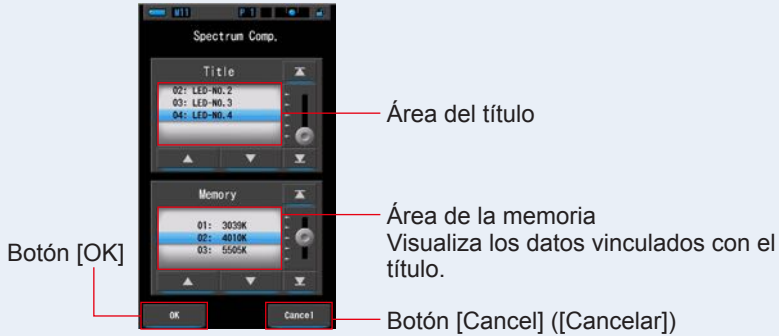 M11 P 1
Spectrum Comp.
Title
02: LED-NO.2
03: LED-NO.3
04: LED-NO.4
Área del título
Memory
01: 3039K
02: 4010K
03: 5505K
Área de la memoria
Visualiza los datos vinculados con el
título.
Botón [OK]
OK
Cancel
Botón [Cancel] ([Cancelar])